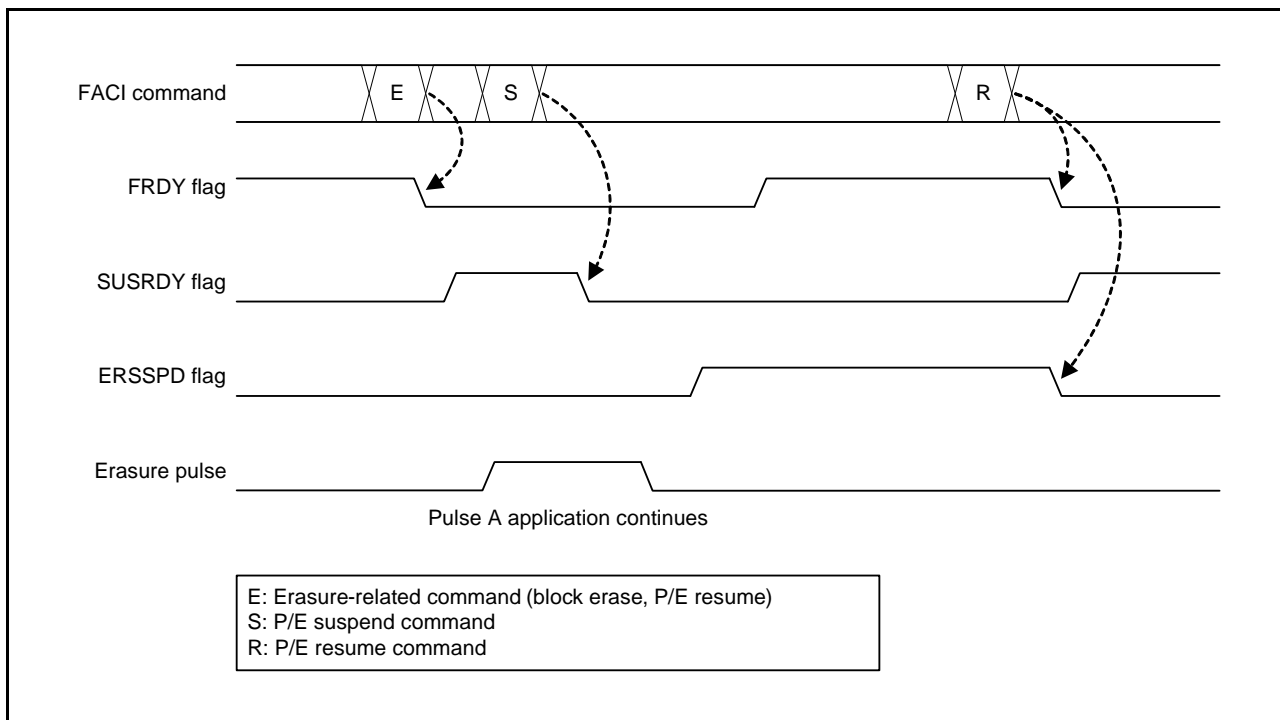 FACI command
E
S
R
FRDY flag
SUSRDY flag
ERSSPD flag
Erasure pulse
Pulse A application continues
E: Erasure-related command (block erase, P/E resume)
S: P/E suspend command
R: P/E resume command